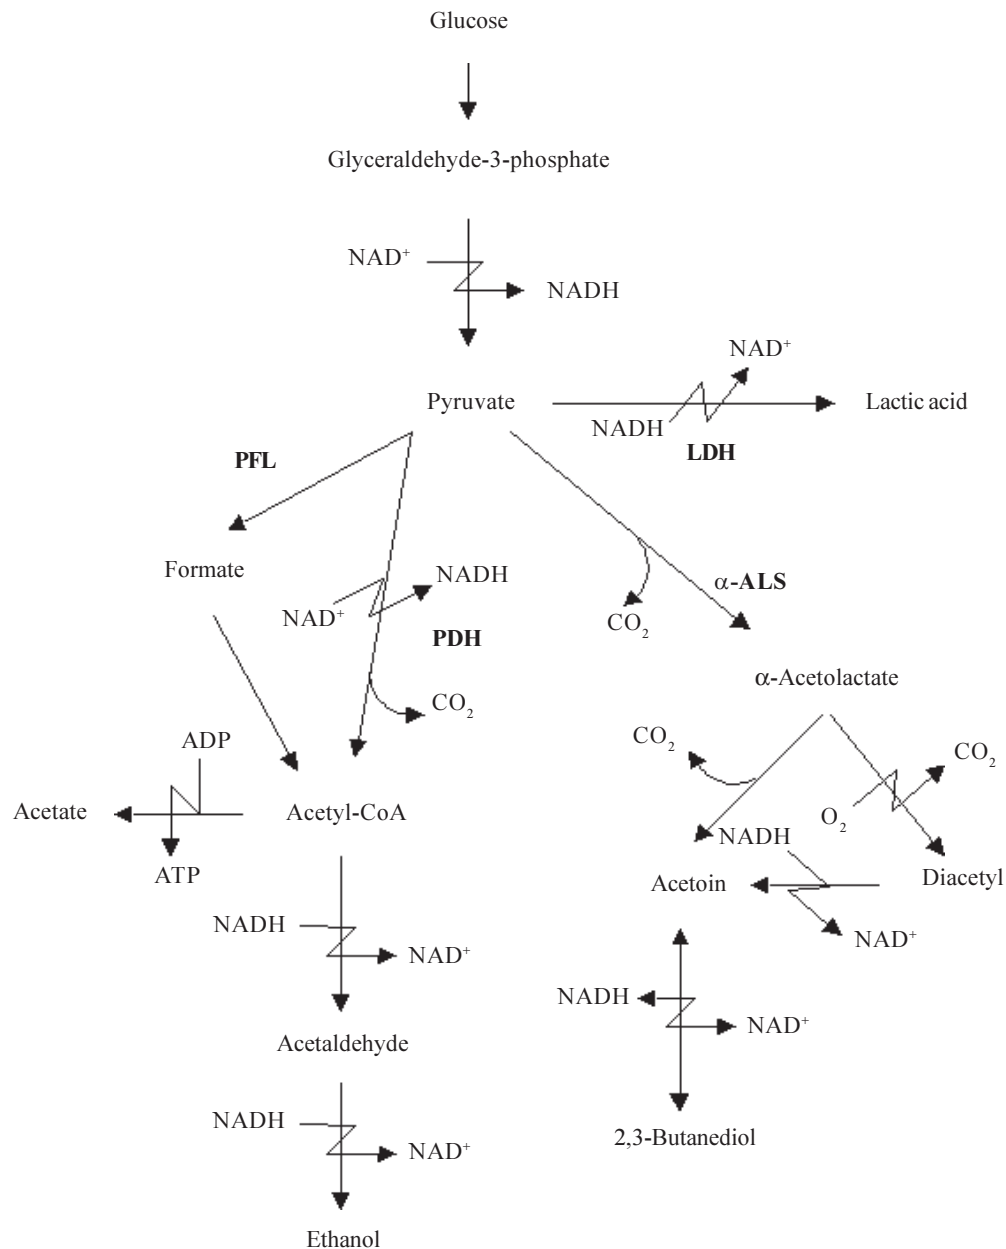 Glucose
Glyceraldehyde-3-phosphate
NAD⁺
NADH
NAD⁺
Pyruvate
Lactic acid
NADH
LDH
PFL
Formate
NADH
NAD⁺
PDH
CO₂
α-ALS
CO₂
α-Acetolactate
ADP
CO₂
CO₂
Acetate
Acetyl-CoA
O₂
NADH
ATP
Acetoin
Diacetyl
NADH
NAD⁺
NAD⁺
NADH
NAD⁺
Acetaldehyde
NADH
NAD⁺
2,3-Butanediol
Ethanol